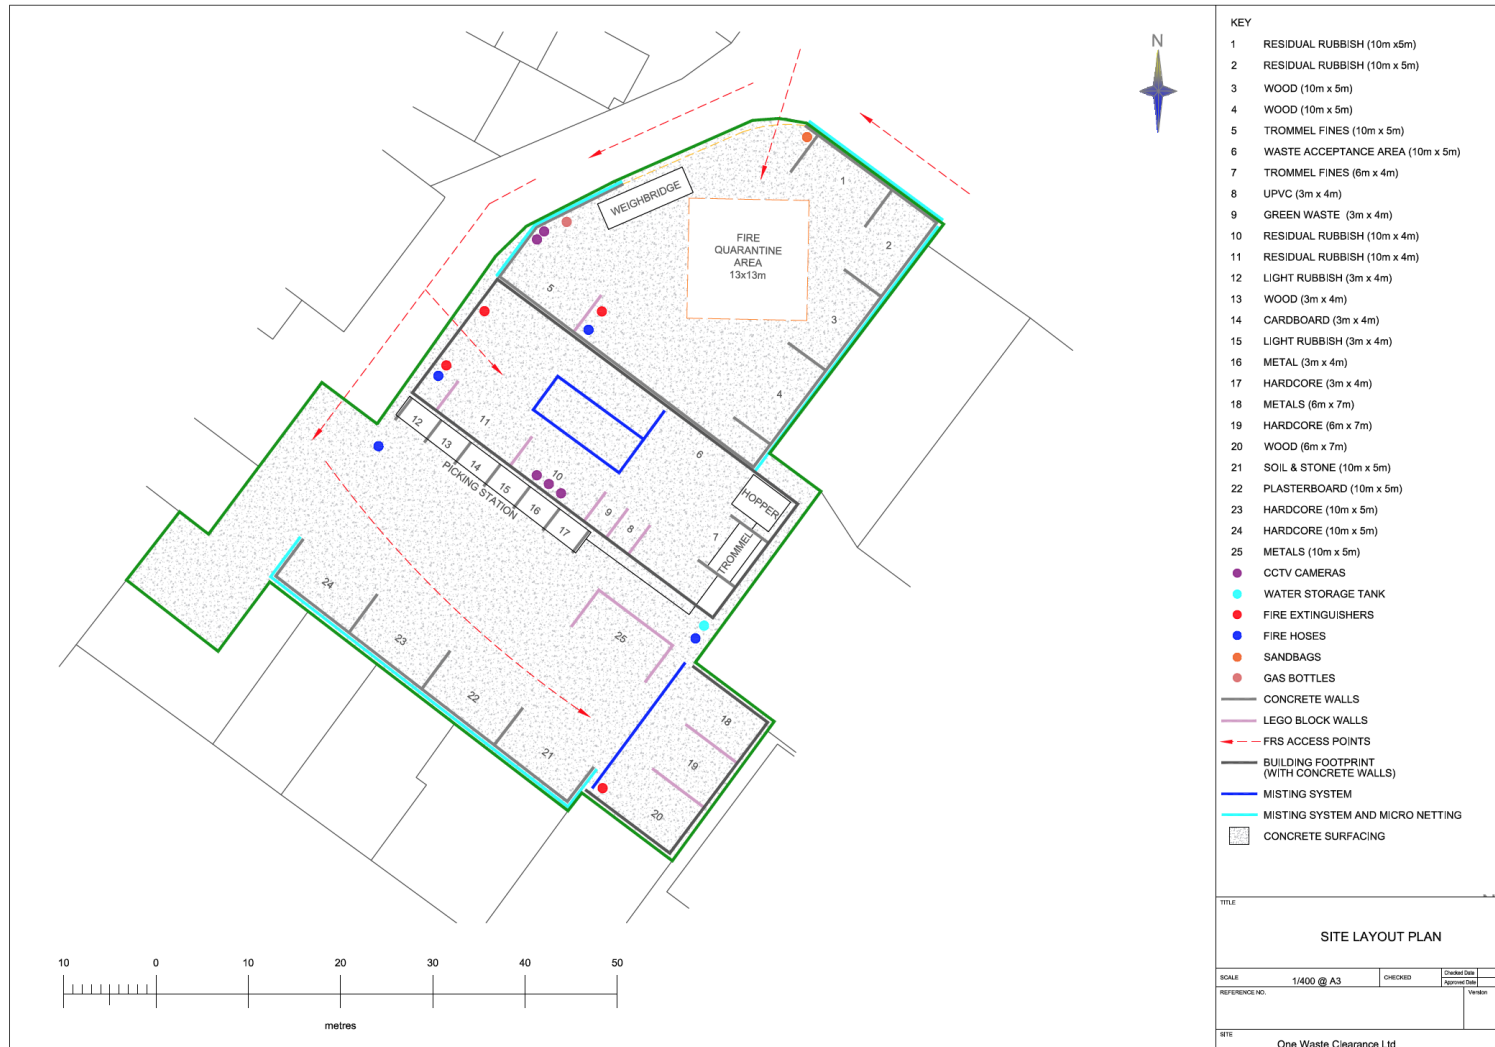 N
1
2
3
4
5
6
7
8
9
10
11
12
13
14
15
16
17
18
19
20
21
22
23
24
25
WEIGHBRIDGE
FIRE
QUARANTINE
AREA
13x13m
PICKING STATION
HOPPER
TROMMEL
10
0
10
20
30
40
50
metres
KEY
1 RESIDUAL RUBBISH (10m x5m)
2 RESIDUAL RUBBISH (10m x 5m)
3 WOOD (10m x 5m)
4 WOOD (10m x 5m)
5 TROMMEL FINES (10m x 5m)
6 WASTE ACCEPTANCE AREA (10m x 5m)
7 TROMMEL FINES (6m x 4m)
8 UPVC (3m x 4m)
9 GREEN WASTE (3m x 4m)
10 RESIDUAL RUBBISH (10m x 4m)
11 RESIDUAL RUBBISH (10m x 4m)
12 LIGHT RUBBISH (3m x 4m)
13 WOOD (3m x 4m)
14 CARDBOARD (3m x 4m)
15 LIGHT RUBBISH (3m x 4m)
16 METAL (3m x 4m)
17 HARDCORE (3m x 4m)
18 METALS (6m x 7m)
19 HARDCORE (6m x 7m)
20 WOOD (6m x 7m)
21 SOIL & STONE (10m x 5m)
22 PLASTERBOARD (10m x 5m)
23 HARDCORE (10m x 5m)
24 HARDCORE (10m x 5m)
25 METALS (10m x 5m)
CCTV CAMERAS
WATER STORAGE TANK
FIRE EXTINGUISHERS
FIRE HOSES
SANDBAGS
GAS BOTTLES
CONCRETE WALLS
LEGO BLOCK WALLS
FRS ACCESS POINTS
BUILDING FOOTPRINT
(WITH CONCRETE WALLS)
MISTING SYSTEM
MISTING SYSTEM AND MICRO NETTING
CONCRETE SURFACING
TITLE
SITE LAYOUT PLAN
SCALE
1/400 @ A3
CHECKED
Checked Date
Approved Date
REFERENCE NO.
Version
SITE
One Waste Clearance Ltd